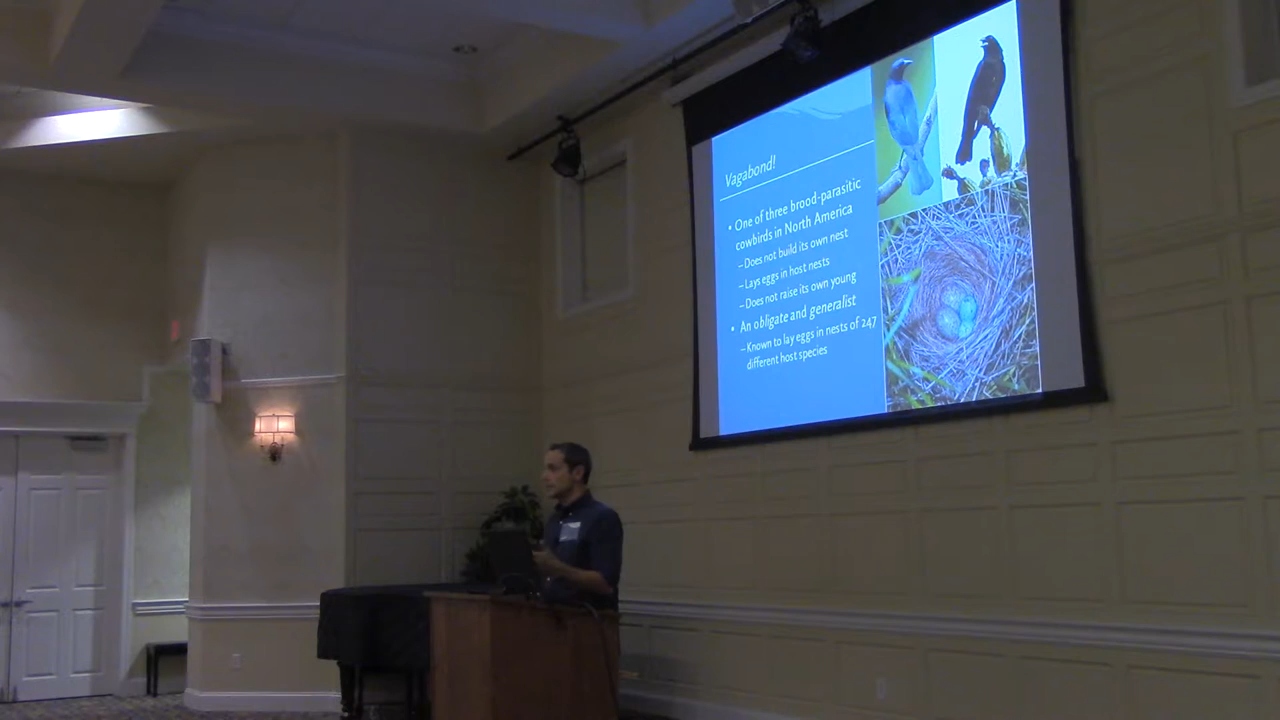 Vagabond!
• One of three brood-parasitic
cowbirds in North America
– Does not build its own nest
– Lays eggs in host nests
– Does not raise its own young
• An obligate and generalist
– Known to lay eggs in nests of 247
different host species